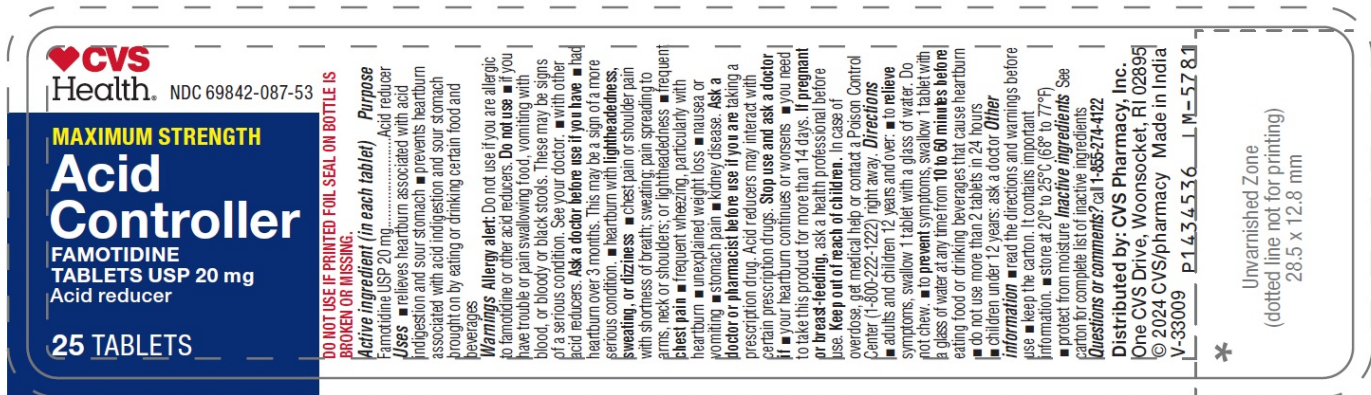 CVS
Health. NDC 69842-087-53
MAXIMUM STRENGTH
Acid
Controller
FAMOTIDINE
TABLETS USP 20 mg
Acid reducer
25 TABLETS
DO NOT USE IF PRINTED FOIL SEAL ON BOTTLE IS
BROKEN OR MISSING.
Active ingredient (in each tablet) Purpose
Famotidine USP 20 mg..........................Acid reducer
Uses ■ relieves heartburn associated with acid
indigestion and sour stomach ■ prevents heartburn
associated with acid indigestion and sour stomach
brought on by eating or drinking certain food and
beverages
Warnings Allergy alert: Do not use if you are allergic
to famotidine or other acid reducers. Do not use ■ if you
have trouble or pain swallowing food, vomiting with
blood, or bloody or black stools. These may be signs
of a serious condition. See your doctor. ■ with other
acid reducers. Ask a doctor before use if you have ■ had
heartburn over 3 months. This may be a sign of a more
serious condition. ■ heartburn with lightheadedness,
sweating, or dizziness ■ chest pain or shoulder pain
with shortness of breath; sweating; pain spreading to
arms, neck or shoulders; or lightheadedness ■ frequent
chest pain ■ frequent wheezing, particularly with
heartburn ■ unexplained weight loss ■ nausea or
vomiting ■ stomach pain ■ kidney disease. Ask a
doctor or pharmacist before use if you are taking a
prescription drug. Acid reducers may interact with
certain prescription drugs. Stop use and ask a doctor
if ■ your heartburn continues or worsens ■ you need
to take this product for more than 14 days. If pregnant
or breast-feeding, ask a health professional before
use. Keep out of reach of children. In case of
overdose, get medical help or contact a Poison Control
Center (1-800-222-1222) right away. Directions
■ adults and children 12 years and over: ■ to relieve
symptoms, swallow 1 tablet with a glass of water. Do
not chew. ■ to prevent symptoms, swallow 1 tablet with
a glass of water at any time from 10 to 60 minutes before
eating food or drinking beverages that cause heartburn
■ do not use more than 2 tablets in 24 hours
■ children under 12 years: ask a doctor Other
information ■ read the directions and warnings before
use ■ keep the carton. It contains important
information. ■ store at 20° to 25°C (68° to 77°F)
■ protect from moisture Inactive ingredients See
carton for complete list of inactive ingredients
Questions or comments? call 1-855-274-4122
Distributed by: CVS Pharmacy, Inc.
One CVS Drive, Woonsocket, RI 02895
© 2024 CVS/pharmacy Made in India
V-33009 P1434536 LM-5781
*
Unvarnished Zone
(dotted line not for printing)
28.5 x 12.8 mm